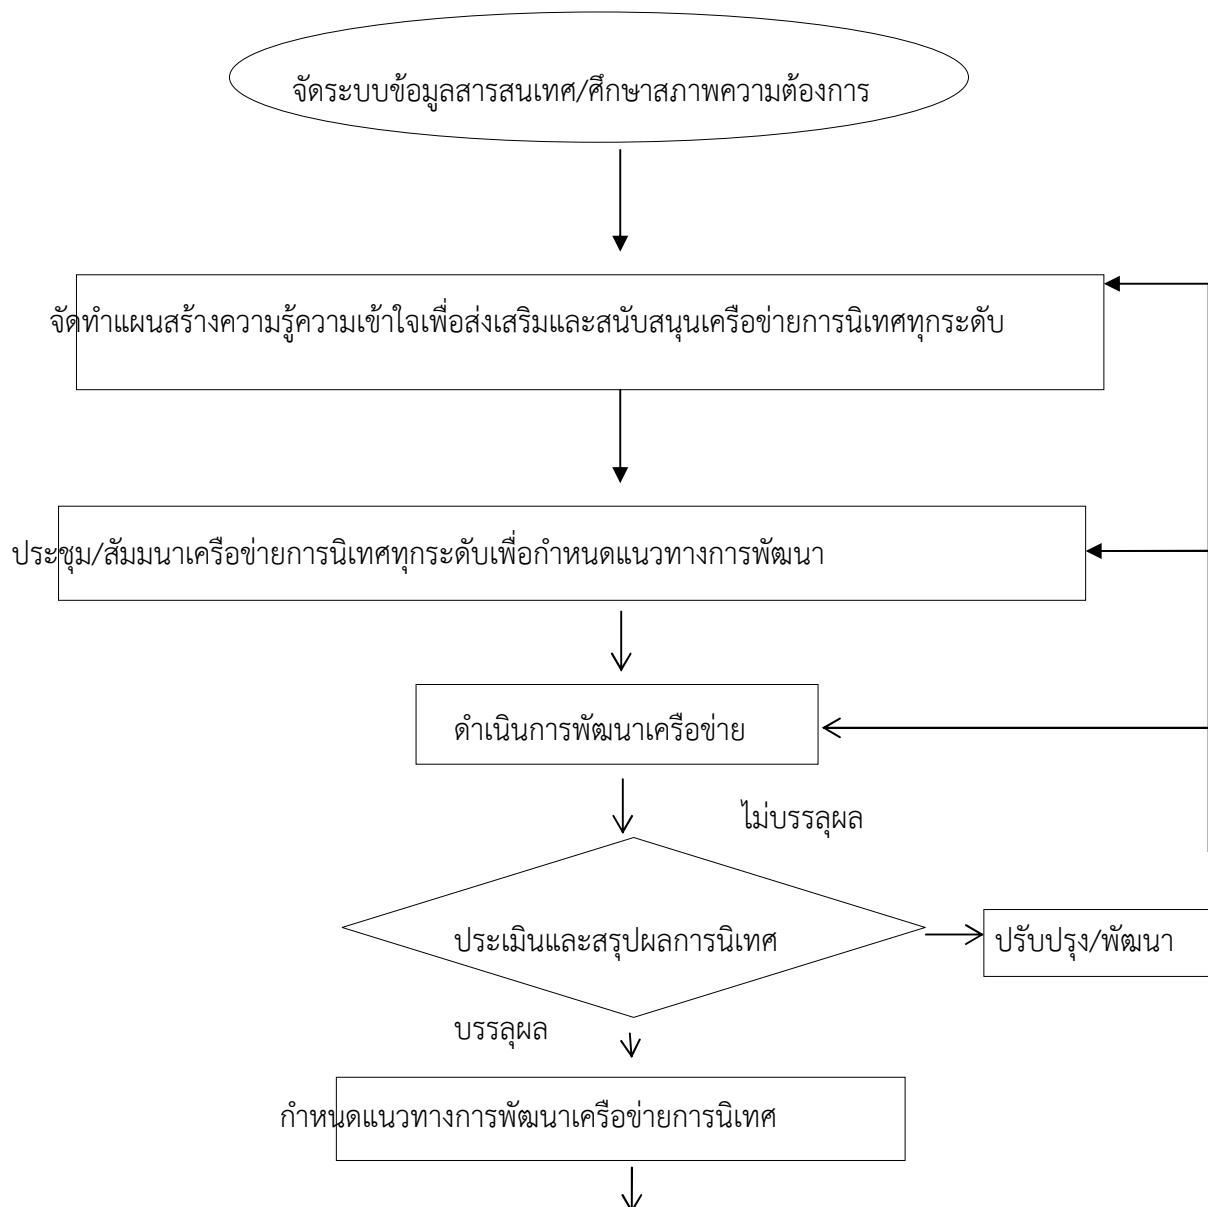 จัดระบบข้อมูลสารสนเทศ/ศึกษาสภาพความต้องการ
จัดทำแผนสร้างความรู้ความเข้าใจเพื่อส่งเสริมและสนับสนุนเครือข่ายการนิเทศทุกระดับ
ประชุม/สัมมนาเครือข่ายการนิเทศทุกระดับเพื่อกำหนดแนวทางการพัฒนา
ดำเนินการพัฒนาเครือข่าย
ไม่บรรลุผล
ประเมินและสรุปผลการนิเทศ
ปรับปรุง/พัฒนา
บรรลุผล
กำหนดแนวทางการพัฒนาเครือข่ายการนิเทศ